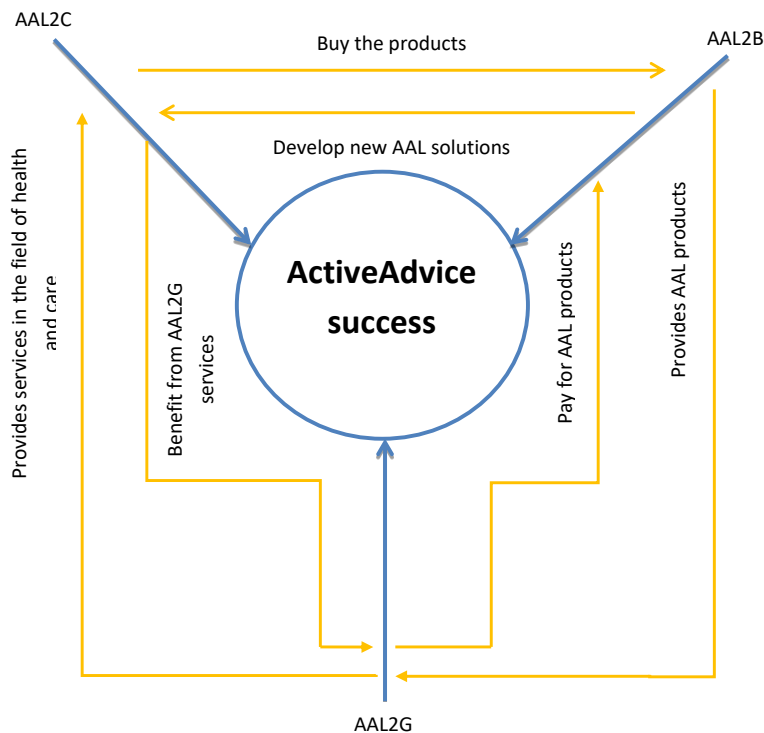 AAL2C
Buy the products
AAL2B
Develop new AAL solutions
Provides services in the field of health
and care
Benefit from AAL2G
services
ActiveAdvice
success
Pay for AAL products
Provides AAL products
AAL2G